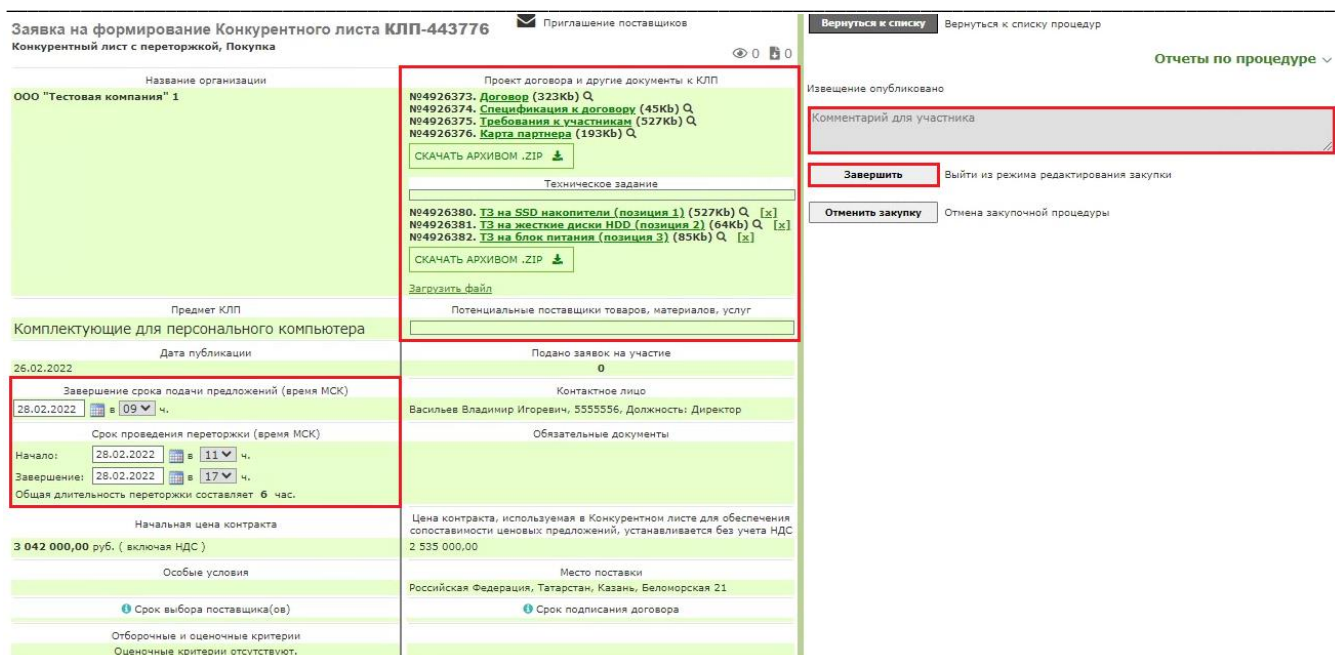 Заявка на формирование Конкурентного листа КЛП-443776
Приглашение поставщиков
Конкурентный лист с переторжкой, Покупка
0 0
Название организации
ООО "Тестовая компания" 1
Проект договора и другие документы к КЛП
№4926373. Договор (323Kb)
№4926374. Спецификация к договору (45Kb)
№4926375. Требования к участникам (527Kb)
№4926376. Карта партнера (193Kb)
СКАЧАТЬ АРХИВОМ .ZIP
Техническое задание
№4926380. ТЗ на SSD накопители (позиция 1) (527Kb) [x]
№4926381. ТЗ на жесткие диски HDD (позиция 2) (64Kb) [x]
№4926382. ТЗ на блок питания (позиция 3) (85Kb) [x]
СКАЧАТЬ АРХИВОМ .ZIP
Загрузить файл
Предмет КЛП
Комплектующие для персонального компьютера
Потенциальные поставщики товаров, материалов, услуг
Дата публикации
26.02.2022
Подано заявок на участие
0
Завершение срока подачи предложений (время МСК)
28.02.2022 в 09 ч.
Контактное лицо
Васильев Владимир Игоревич, 5555556, Должность: Директор
Срок проведения переторжки (время МСК)
Начало: 28.02.2022 в 11 ч.
Завершение: 28.02.2022 в 17 ч.
Общая длительность переторжки составляет 6 час.
Обязательные документы
Начальная цена контракта
3 042 000,00 руб. ( включая НДС )
Цена контракта, используемая в Конкурентном листе для обеспечения
сопоставимости ценовых предложений, устанавливается без учета НДС
2 535 000,00
Особые условия
Место поставки
Российская Федерация, Татарстан, Казань, Беломорская 21
Срок выбора поставщика(ов)
Срок подписания договора
Отборочные и оценочные критерии
Оценочные критерии отсутствуют.
Вернуться к списку Вернуться к списку процедур
Отчеты по процедуре
Извещение опубликовано
Комментарий для участника
Завершить Выйти из режима редактирования закупки
Отменить закупку Отмена закупочной процедуры